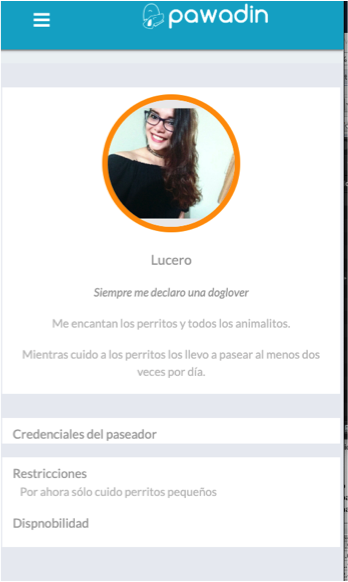 pawadin
Lucero
Siempre me declaro una doglover
Me encantan los perritos y todos los animalitos.
Mientras cuido a los perritos los llevo a pasear al menos dos
veces por día.
Credenciales del paseador
Restricciones
Por ahora sólo cuido perritos pequeños
Dispnobilidad